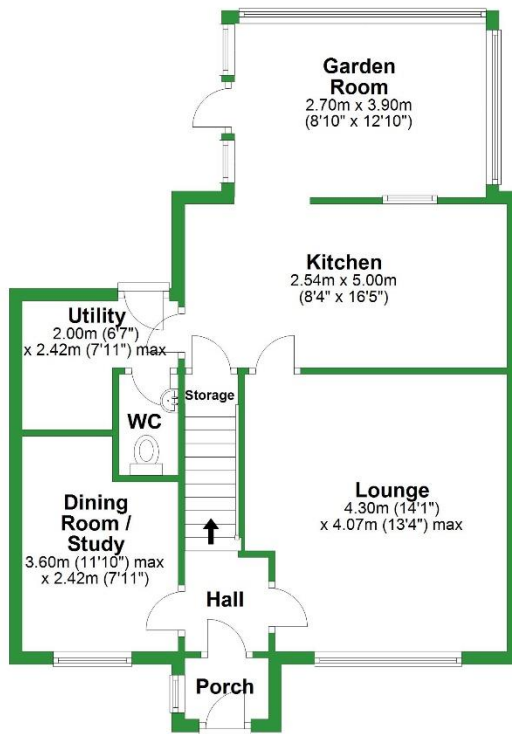 Garden
Room
2.70m x 3.90m
(8'10" x 12'10")
Kitchen
2.54m x 5.00m
(8'4" x 16'5")
Utility
2.00m (6'7")
x 2.42m (7'11") max
Storage
WC
Lounge
4.30m (14'1")
x 4.07m (13'4") max
Dining
Room /
Study
3.60m (11'10") max
x 2.42m (7'11")
Hall
Porch